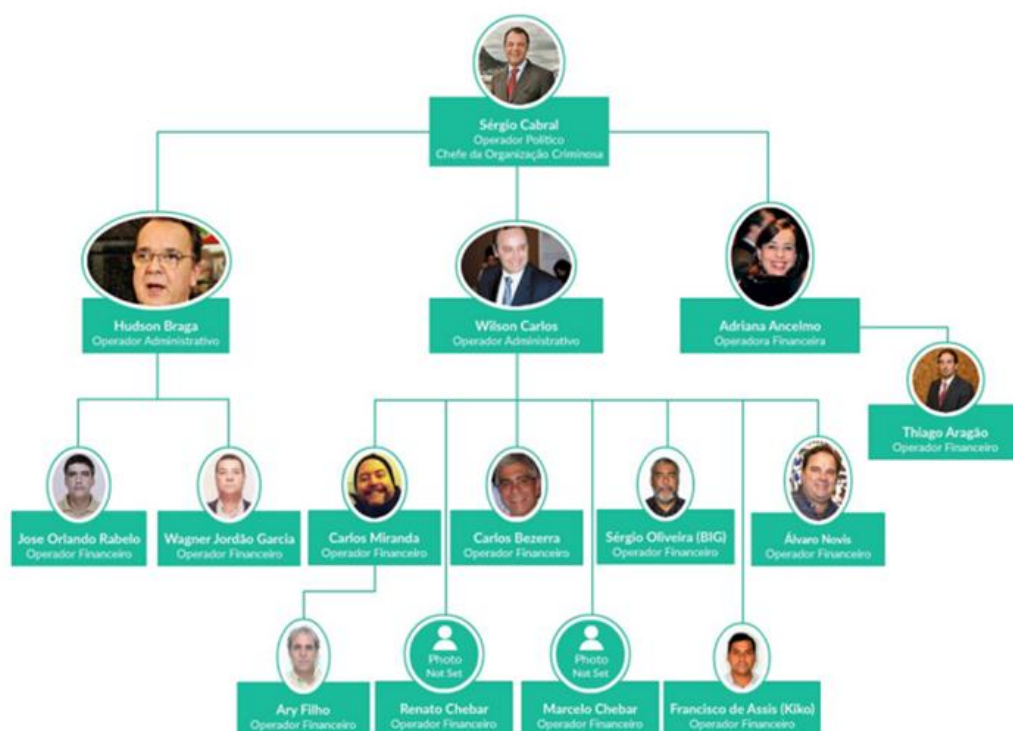 Sérgio Cabral
Operador Político
Chefe da Organização Criminosa
Hudson Braga
Operador Administrativo
Wilson Carlos
Operador Administrativo
Adriana Ancelmo
Operadora Financeira
Thiago Aragão
Operador Financeiro
Jose Orlando Rabelo
Operador Financeiro
Wagner Jordão Garcia
Operador Financeiro
Carlos Miranda
Operador Financeiro
Carlos Bezerra
Operador Financeiro
Sérgio Oliveira (BIG)
Operador Financeiro
Álvaro Novis
Operador Financeiro
Ary Filho
Operador Financeiro
Photo
Not Set
Renato Chebar
Operador Financeiro
Photo
Not Set
Marcelo Chebar
Operador Financeiro
Francisco de Assis (Kiko)
Operador Financeiro